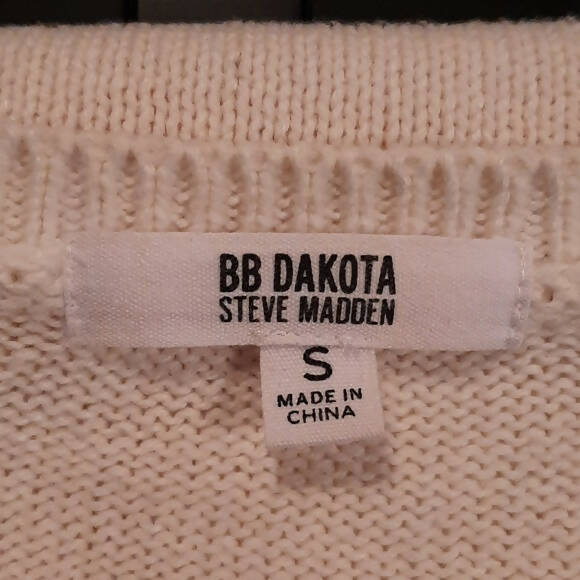 BB DAKOTA
STEVE MADDEN
S
MADE IN
CHINA